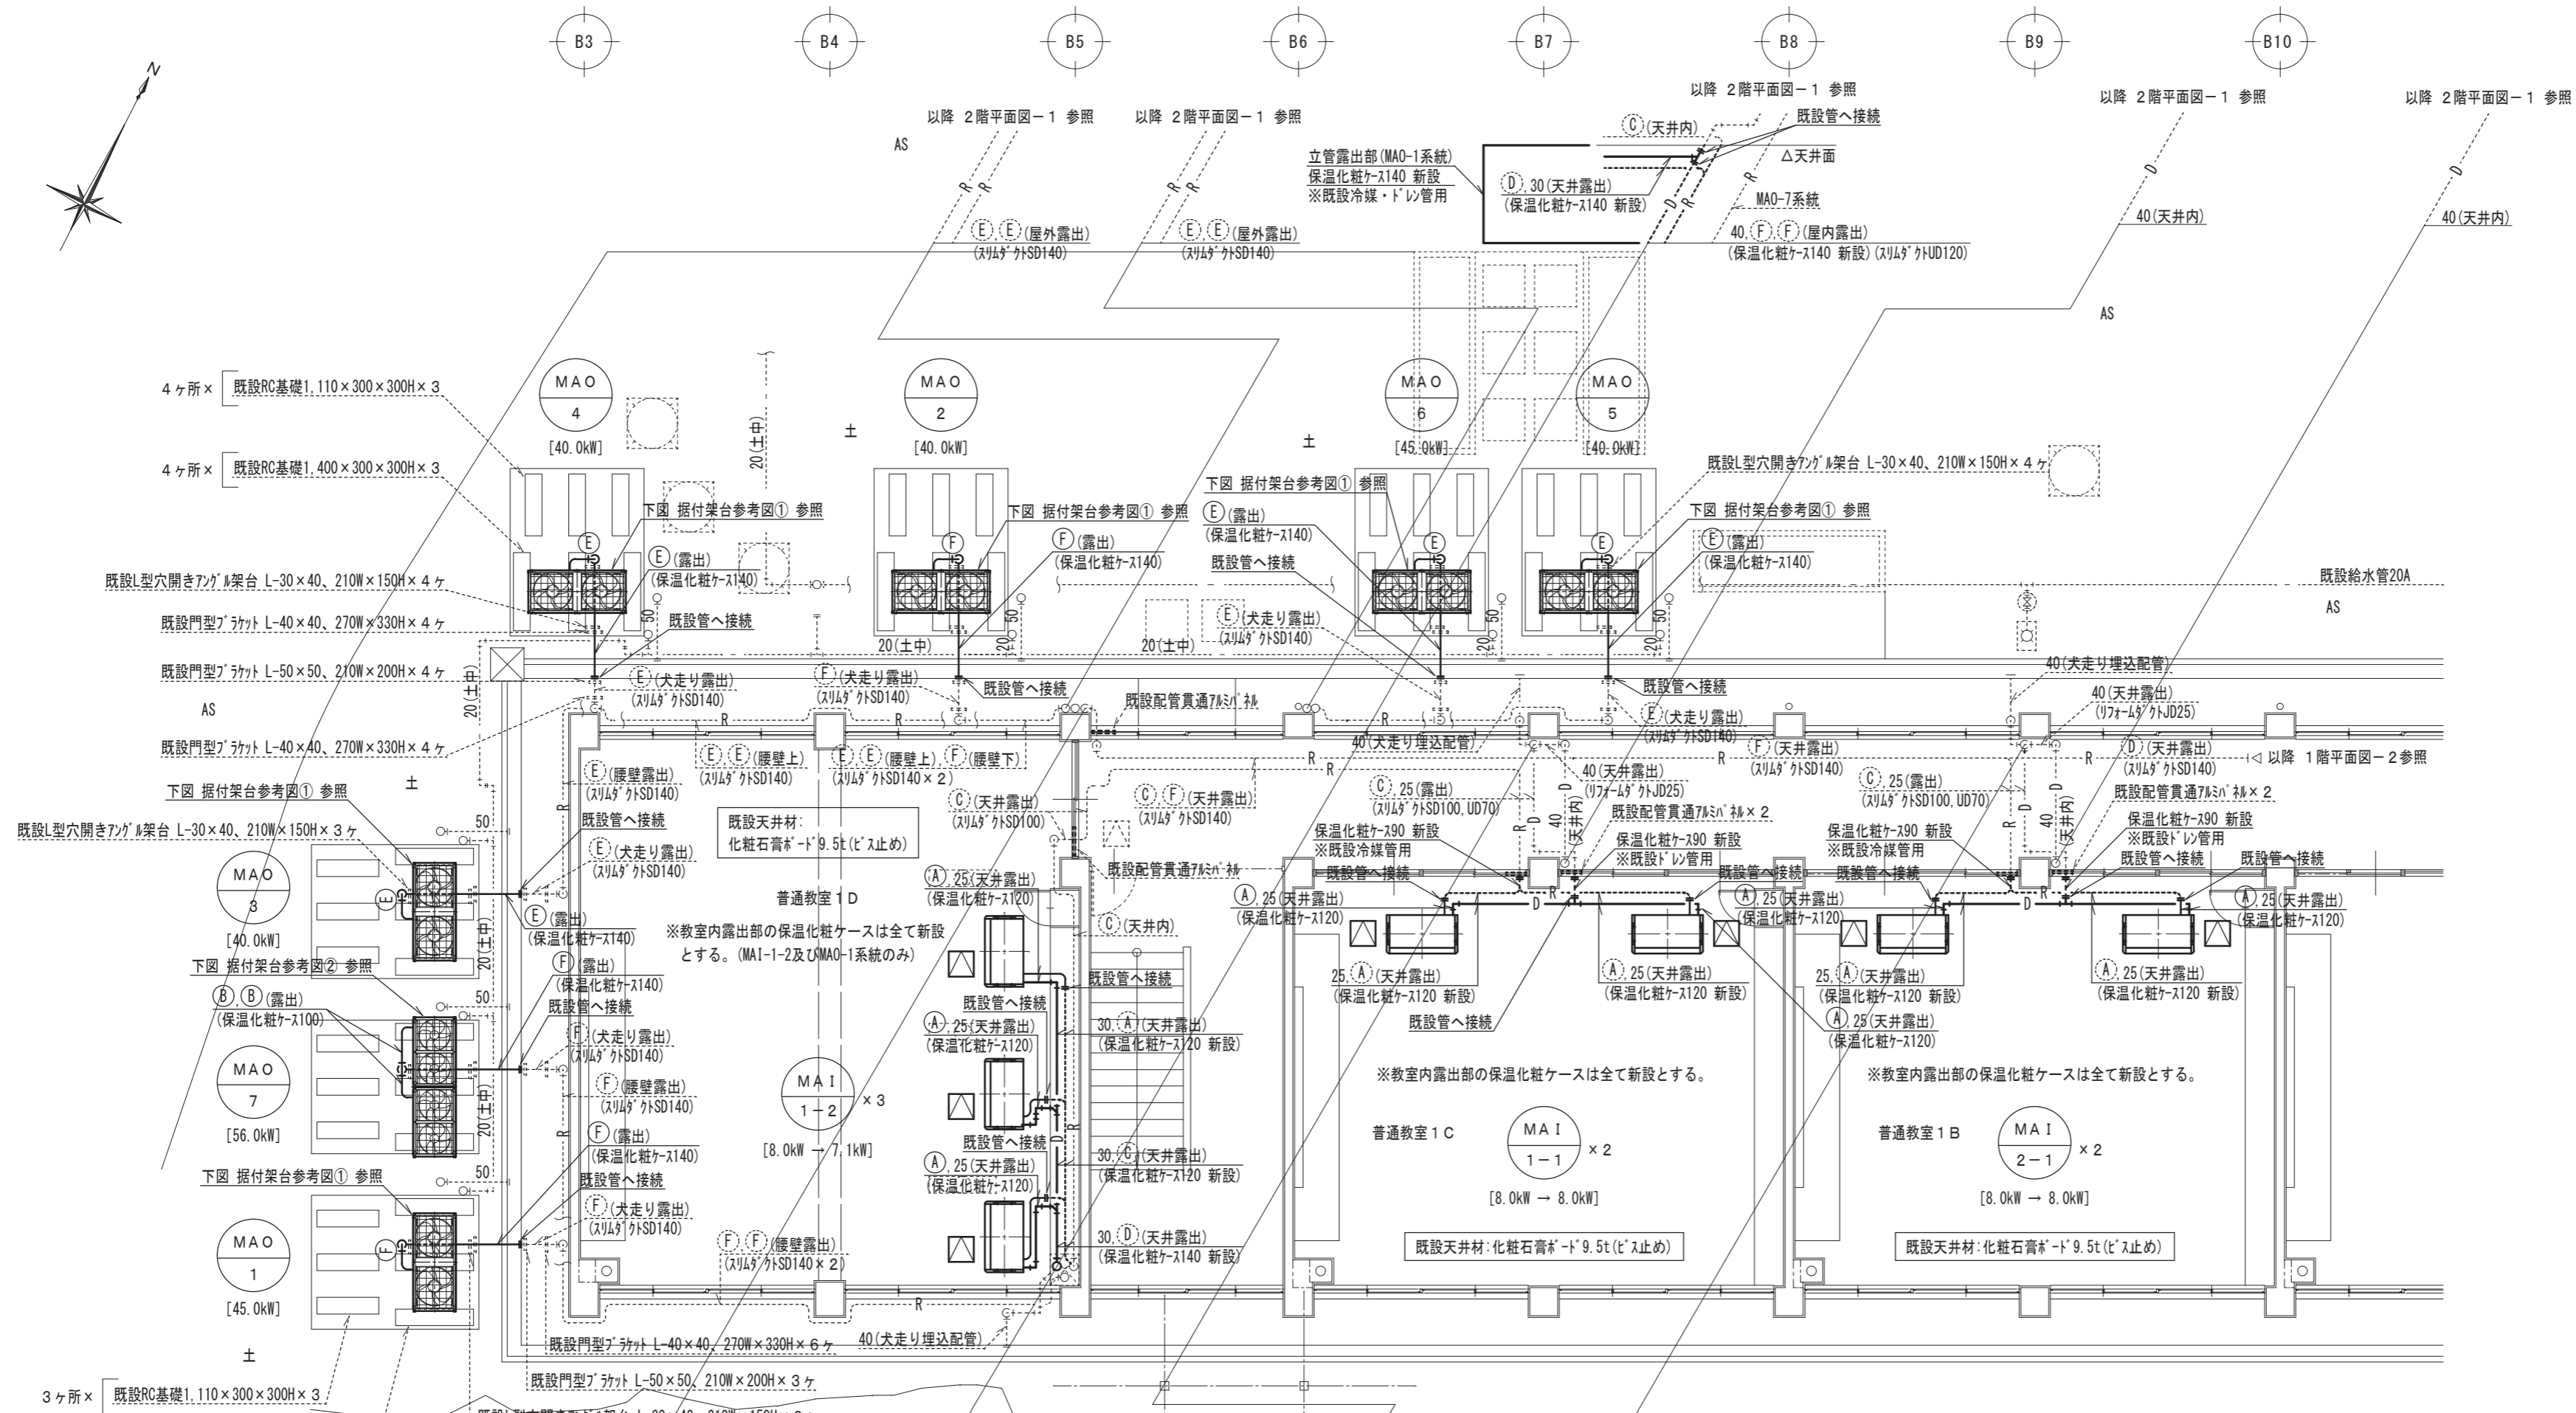 B3
B4
B5
B6
B7
B8
B9
B10
N
以降 2階平面図－1 参照
以降 2階平面図－1 参照
以降 2階平面図－1 参照
以降 2階平面図－1 参照
以降 2階平面図－1 参照
AS
R
R
R
R
Ⓔ,Ⓔ(屋外露出)
(ｽﾘﾑﾀﾞｸﾄSD140)
Ⓔ,Ⓔ(屋外露出)
(ｽﾘﾑﾀﾞｸﾄSD140)
立管露出部(MAO-1系統)
保温化粧ｹｰｽ140 新設
※既設冷媒・ﾄﾞﾚﾝ管用
Ⓒ(天井内)
既設管へ接続
△天井面
Ⓓ,30(天井露出)
(保温化粧ｹｰｽ140 新設)
D
R
R
MAO-7系統
40,Ⓕ,Ⓕ(屋内露出)
(保温化粧ｹｰｽ140 新設)(ｽﾘﾑﾀﾞｸﾄUD120)
D
40(天井内)
D
40(天井内)
AS
4ヶ所×
既設RC基礎1,110×300×300H×3
4ヶ所×
既設RC基礎1,400×300×300H×3
MAO
4
[40.0kW]
20(土中)
土
MAO
2
[40.0kW]
土
MAO
6
[45.0kW]
MAO
5
[40.0kW]
既設L型穴開きｱﾝｸﾞﾙ架台 L-30×40、210W×150H×4ヶ
下図 据付架台参考図① 参照
下図 据付架台参考図① 参照
下図 据付架台参考図① 参照
下図 据付架台参考図① 参照
Ⓔ
Ⓔ(露出)
(保温化粧ｹｰｽ140)
Ⓕ
Ⓕ(露出)
(保温化粧ｹｰｽ140)
Ⓔ(露出)
(保温化粧ｹｰｽ140)
既設管へ接続
Ⓔ
Ⓔ
Ⓔ(露出)
(保温化粧ｹｰｽ140)
既設L型穴開きｱﾝｸﾞﾙ架台 L-30×40、210W×150H×4ヶ
既設門型ﾌﾞﾗｹｯﾄ L-40×40、270W×330H×4ヶ
既設門型ﾌﾞﾗｹｯﾄ L-50×50、210W×200H×4ヶ
AS
既設門型ﾌﾞﾗｹｯﾄ L-40×40、270W×330H×4ヶ
既設管へ接続
50
20(土中)
20
50
20(土中)
Ⓔ(犬走り露出)
(ｽﾘﾑﾀﾞｸﾄSD140)
20
50
20
50
既設給水管20A
AS
20(土中)
Ⓔ(犬走り露出)
(ｽﾘﾑﾀﾞｸﾄSD140)
Ⓕ(犬走り露出)
(ｽﾘﾑﾀﾞｸﾄSD140)
既設管へ接続
既設配管貫通ｱﾙﾐﾊﾟﾈﾙ
既設管へ接続
40(犬走り埋込配管)
40(天井露出)
(ﾘﾌｫｰﾑﾀﾞｸﾄJD25)
Ⓔ(犬走り露出)
(ｽﾘﾑﾀﾞｸﾄSD140)
R
R
R
Ⓔ,Ⓔ(腰壁上)
(ｽﾘﾑﾀﾞｸﾄSD140)
Ⓔ,Ⓔ(腰壁上),Ⓕ(腰壁下)
(ｽﾘﾑﾀﾞｸﾄSD140×2)
40(犬走り埋込配管)
R
R
R
R
Ⓕ(天井露出)
(ｽﾘﾑﾀﾞｸﾄSD140)
Ⓓ(天井露出)
(ｽﾘﾑﾀﾞｸﾄSD140)
◁ 以降 1階平面図－2参照
土
Ⓔ(腰壁露出)
(ｽﾘﾑﾀﾞｸﾄSD140)
R
既設天井材：
化粧石膏ﾎﾞｰﾄﾞ9.5t(ﾋﾞｽ止め)
Ⓒ(天井露出)
(ｽﾘﾑﾀﾞｸﾄSD100)
Ⓒ,Ⓕ(天井露出)
(ｽﾘﾑﾀﾞｸﾄSD140)
Ⓒ,25(露出)
(ｽﾘﾑﾀﾞｸﾄSD100,UD70)
40(天井露出)
(ﾘﾌｫｰﾑﾀﾞｸﾄJD25)
R
D
40
D
(天井内)
既設配管貫通ｱﾙﾐﾊﾟﾈﾙ×2
Ⓒ,25(露出)
(ｽﾘﾑﾀﾞｸﾄSD100,UD70)
R
D
40
D
(天井内)
既設配管貫通ｱﾙﾐﾊﾟﾈﾙ×2
下図 据付架台参考図① 参照
既設L型穴開きｱﾝｸﾞﾙ架台 L-30×40、210W×150H×3ヶ
50
既設管へ接続
Ⓔ(犬走り露出)
(ｽﾘﾑﾀﾞｸﾄSD140)
MAO
3
[40.0kW]
Ⓔ
Ⓔ(露出)
(保温化粧ｹｰｽ140)
20(土中)
普通教室1D
※教室内露出部の保温化粧ケースは全て新設
とする。(MAI-1-2及びMAO-1系統のみ)
Ⓐ,25(天井露出)
(保温化粧ｹｰｽ120)
既設配管貫通ｱﾙﾐﾊﾟﾈﾙ
Ⓒ(天井内)
保温化粧ｹｰｽ90 新設
※既設冷媒管用
既設管へ接続
保温化粧ｹｰｽ90 新設
※既設ﾄﾞﾚﾝ管用
既設管へ接続
保温化粧ｹｰｽ90 新設
※既設冷媒管用
既設管へ接続
保温化粧ｹｰｽ90 新設
※既設ﾄﾞﾚﾝ管用
既設管へ接続
既設管へ接続
Ⓐ,25(天井露出)
(保温化粧ｹｰｽ120)
R
D
Ⓐ,25(天井露出)
(保温化粧ｹｰｽ120)
R
D
Ⓐ,25(天井露出)
(保温化粧ｹｰｽ120)
下図 据付架台参考図② 参照
Ⓑ,Ⓑ(露出)
(保温化粧ｹｰｽ100)
Ⓕ(露出)
(保温化粧ｹｰｽ140)
既設管へ接続
50
Ⓕ(犬走り露出)
(ｽﾘﾑﾀﾞｸﾄSD140)
MAO
7
[56.0kW]
20(土中)
Ⓕ(腰壁露出)
(ｽﾘﾑﾀﾞｸﾄSD140)
R
既設管へ接続
既設管へ接続
Ⓐ,25(天井露出)
(保温化粧ｹｰｽ120)
30,Ⓐ(天井露出)
(保温化粧ｹｰｽ120 新設)
25,Ⓐ(天井露出)
(保温化粧ｹｰｽ120 新設)
既設管へ接続
Ⓐ,25(天井露出)
(保温化粧ｹｰｽ120 新設)
25,Ⓐ(天井露出)
(保温化粧ｹｰｽ120 新設)
Ⓐ,25(天井露出)
(保温化粧ｹｰｽ120)
Ⓐ,25(天井露出)
(保温化粧ｹｰｽ120 新設)
MAI
1-2
×3
[8.0kW → 7.1kW]
既設管へ接続
D
R
Ⓐ,25(天井露出)
(保温化粧ｹｰｽ120)
30,Ⓒ(天井露出)
(保温化粧ｹｰｽ120 新設)
※教室内露出部の保温化粧ケースは全て新設とする。
普通教室1C
MAI
1-1
×2
[8.0kW → 8.0kW]
既設天井材：化粧石膏ﾎﾞｰﾄﾞ9.5t(ﾋﾞｽ止め)
※教室内露出部の保温化粧ケースは全て新設とする。
普通教室1B
MAI
2-1
×2
[8.0kW → 8.0kW]
既設天井材：化粧石膏ﾎﾞｰﾄﾞ9.5t(ﾋﾞｽ止め)
下図 据付架台参考図① 参照
50
Ⓕ(露出)
(保温化粧ｹｰｽ140)
既設管へ接続
Ⓕ(犬走り露出)
(ｽﾘﾑﾀﾞｸﾄSD140)
MAO
1
[45.0kW]
Ⓕ
土
Ⓕ,Ⓕ(腰壁露出)
(ｽﾘﾑﾀﾞｸﾄSD140×2)
30,Ⓓ(天井露出)
(保温化粧ｹｰｽ140 新設)
R
既設門型ﾌﾞﾗｹｯﾄ L-40×40、270W×330H×6ヶ
40(犬走り埋込配管)
既設門型ﾌﾞﾗｹｯﾄ L-50×50、210W×200H×3ヶ
3ヶ所×
既設RC基礎1,110×300×300H×3